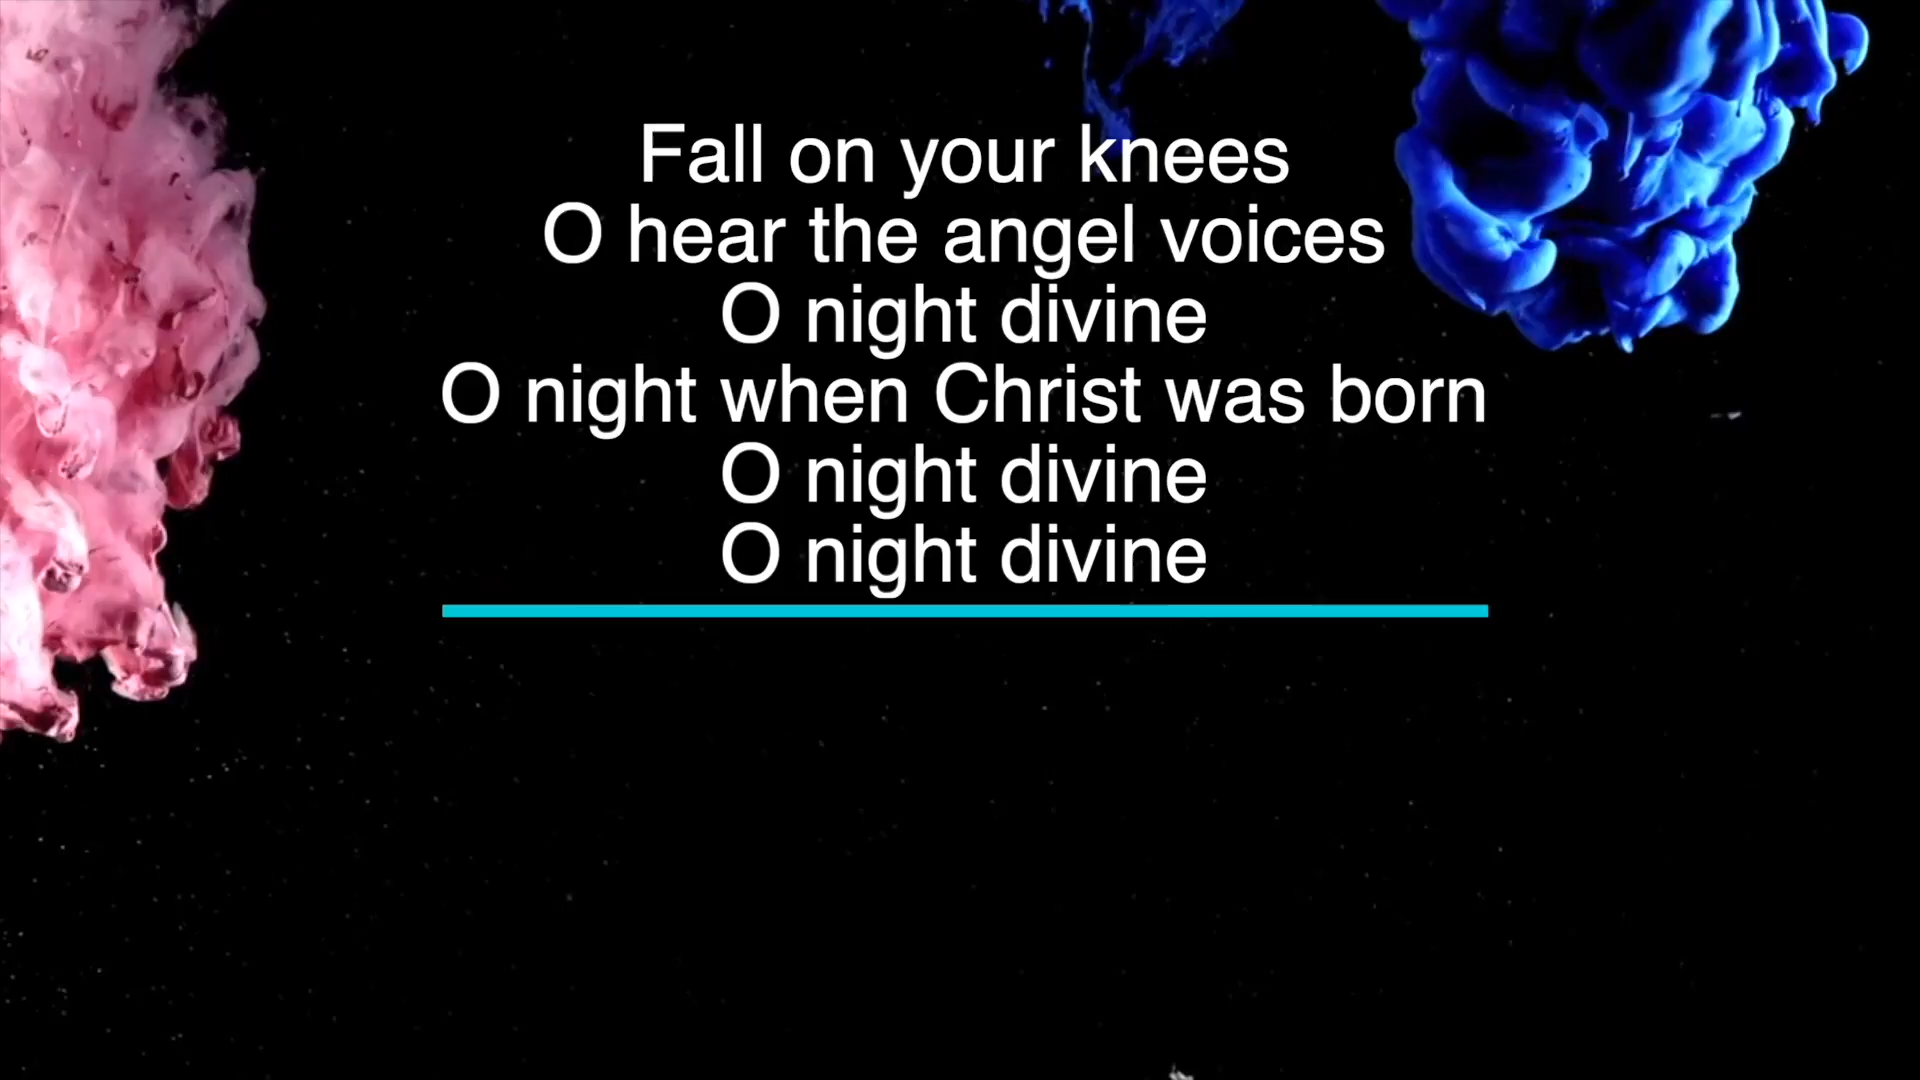 Fall on your knees
O hear the angel voices
O night divine
O night when Christ was born
O night divine
O night divine